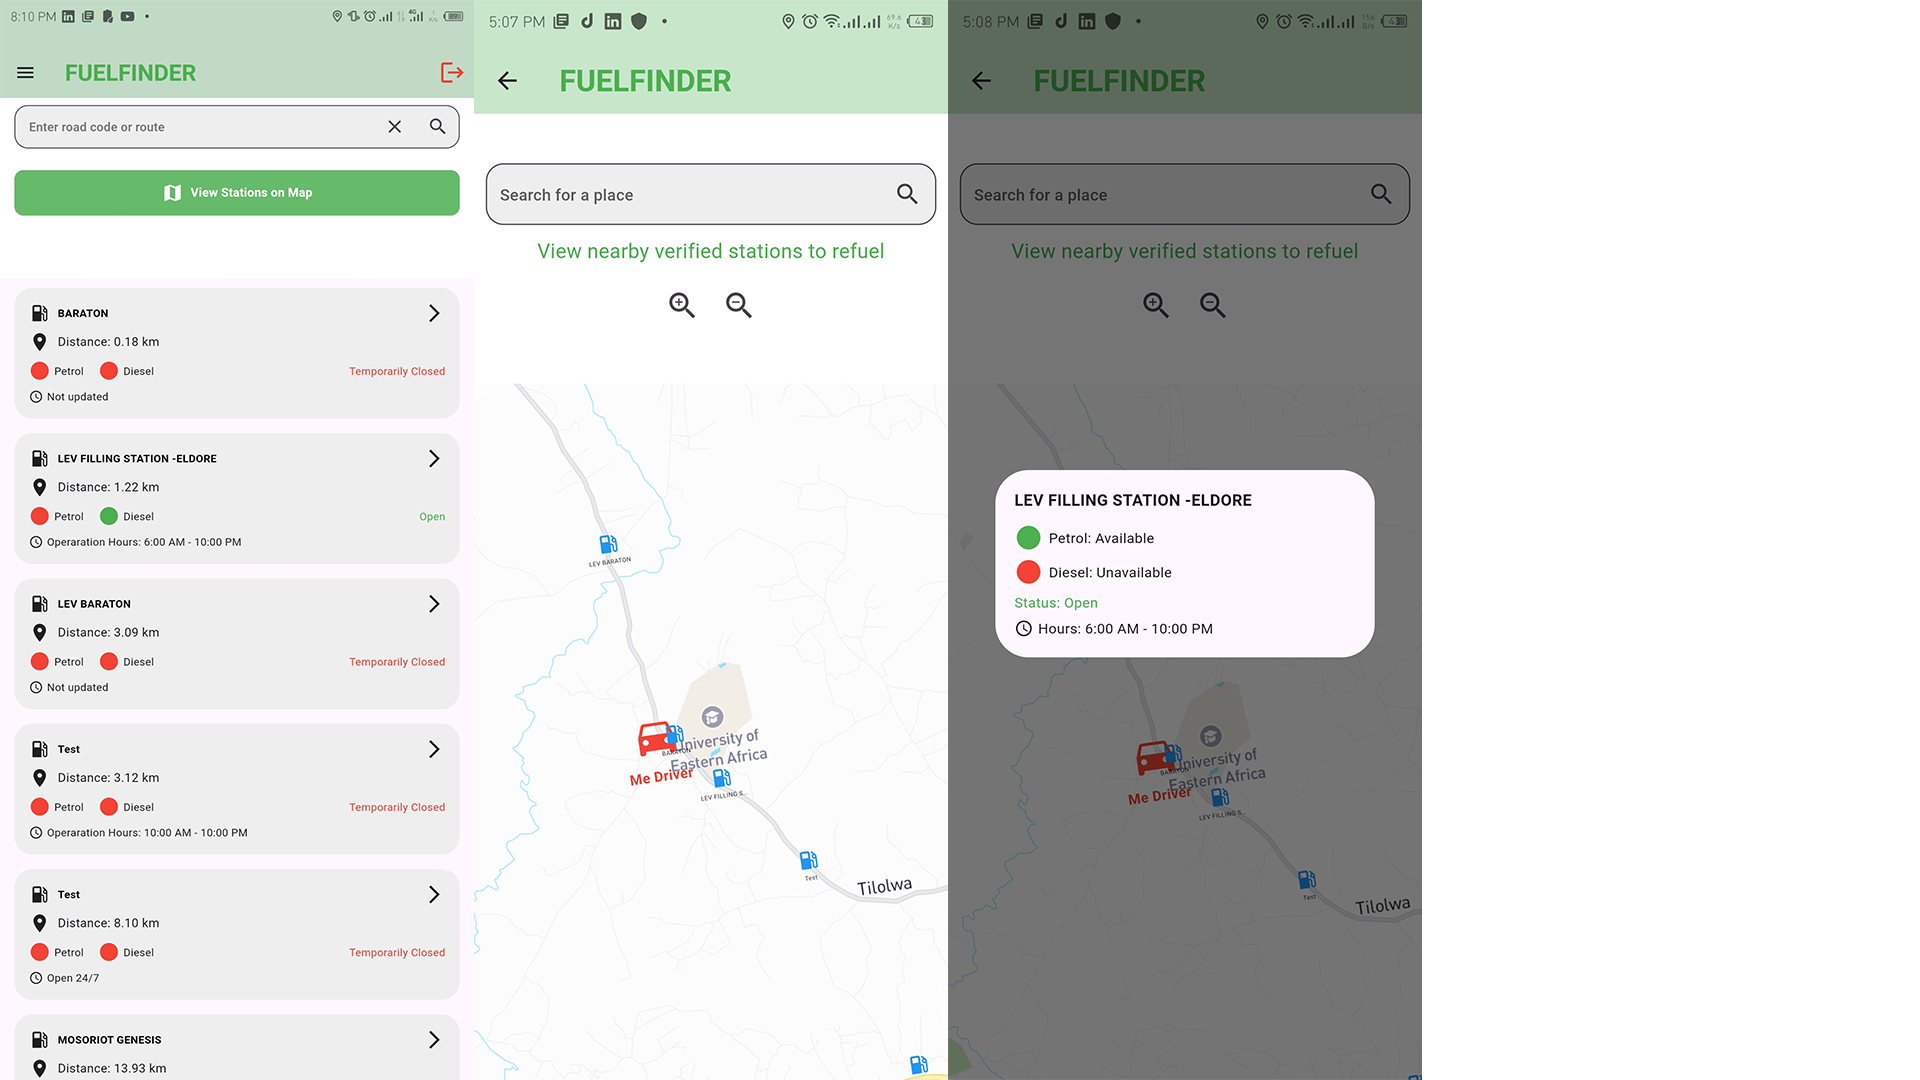 8:10 PM
FUELFINDER
Enter road code or route
View Stations on Map
BARATON
Distance: 0.18 km
Petrol Diesel Temporarily Closed
Not updated
LEV FILLING STATION -ELDORE
Distance: 1.22 km
Petrol Diesel Open
Operaration Hours: 6:00 AM - 10:00 PM
LEV BARATON
Distance: 3.09 km
Petrol Diesel Temporarily Closed
Not updated
Test
Distance: 3.12 km
Petrol Diesel Temporarily Closed
Operaration Hours: 10:00 AM - 10:00 PM
Test
Distance: 8.10 km
Petrol Diesel Temporarily Closed
Open 24/7
MOSORIOT GENESIS
Distance: 13.93 km
5:07 PM 69.6 K/s 43
FUELFINDER
Search for a place
View nearby verified stations to refuel
LEV BARATON
BARATON
University of
Eastern Africa
Me Driver
LEV FILLING S...
Test
Tilolwa
5:08 PM 156 B/s 43
FUELFINDER
Search for a place
View nearby verified stations to refuel
LEV FILLING STATION -ELDORE
Petrol: Available
Diesel: Unavailable
Status: Open
Hours: 6:00 AM - 10:00 PM
BARATON
University of
Eastern Africa
Me Driver
LEV FILLING S...
Test
Tilolwa